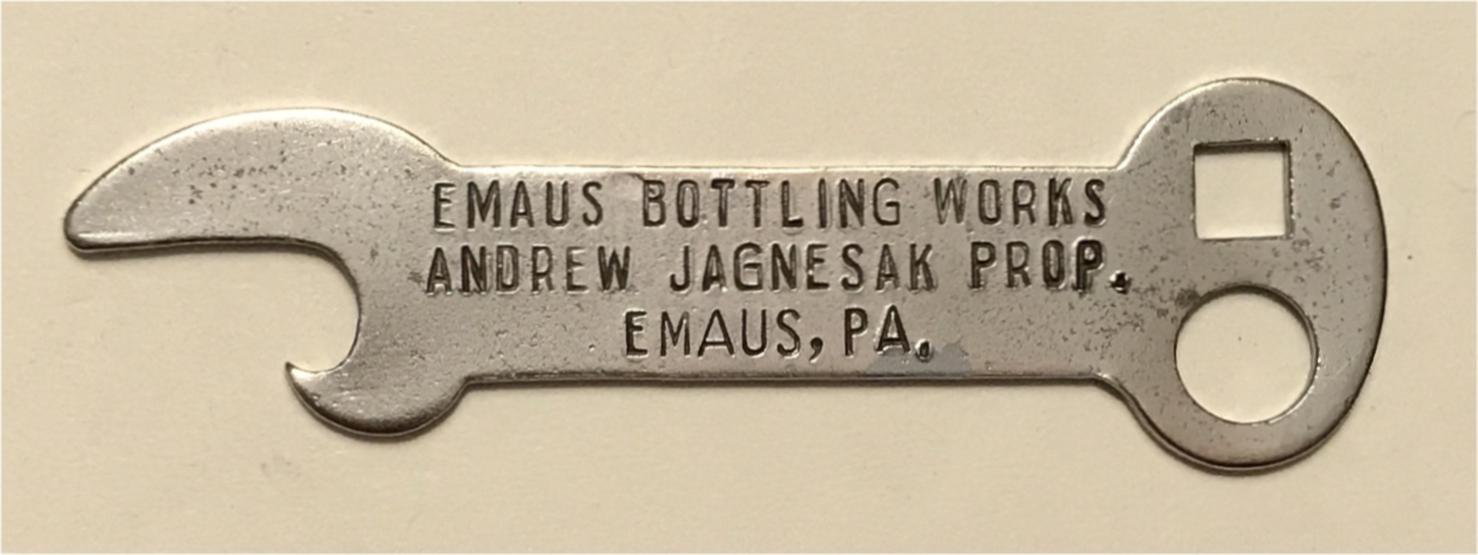 EMAUS BOTTLING WORKS
ANDREW JAGNESAK PROP.
EMAUS, PA.